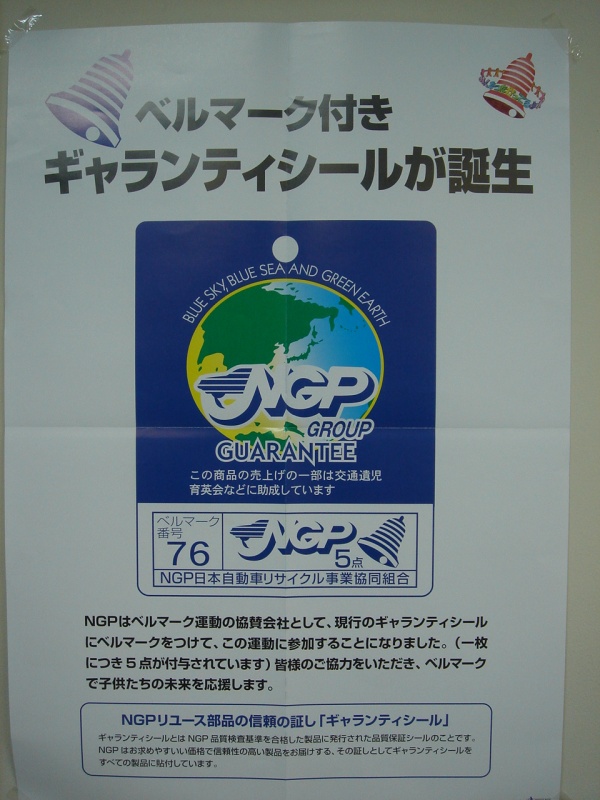 ベルマーク付き
ギャランティシールが誕生
BLUE SKY, BLUE SEA AND GREEN EARTH
NGP
GROUP
GUARANTEE
この商品の売上げの一部は交通遺児
育英会などに助成しています
ベルマーク
番号
76
NGP
5点
NGP日本自動車リサイクル事業協同組合
NGPはベルマーク運動の協賛会社として、現行のギャランティシール
にベルマークをつけて、この運動に参加することになりました。(一枚
につき5点が付与されています)皆様のご協力をいただき、ベルマーク
で子供たちの未来を応援します。
NGPリユース部品の信頼の証し「ギャランティシール」
ギャランティシールとは NGP 品質検査基準を合格した製品に発行された品質保証シールのことです。
NGP はお求めやすいい価格で信頼性の高い製品をお届けする、その証しとしてギャランティシールを
すべての製品に貼付しています。